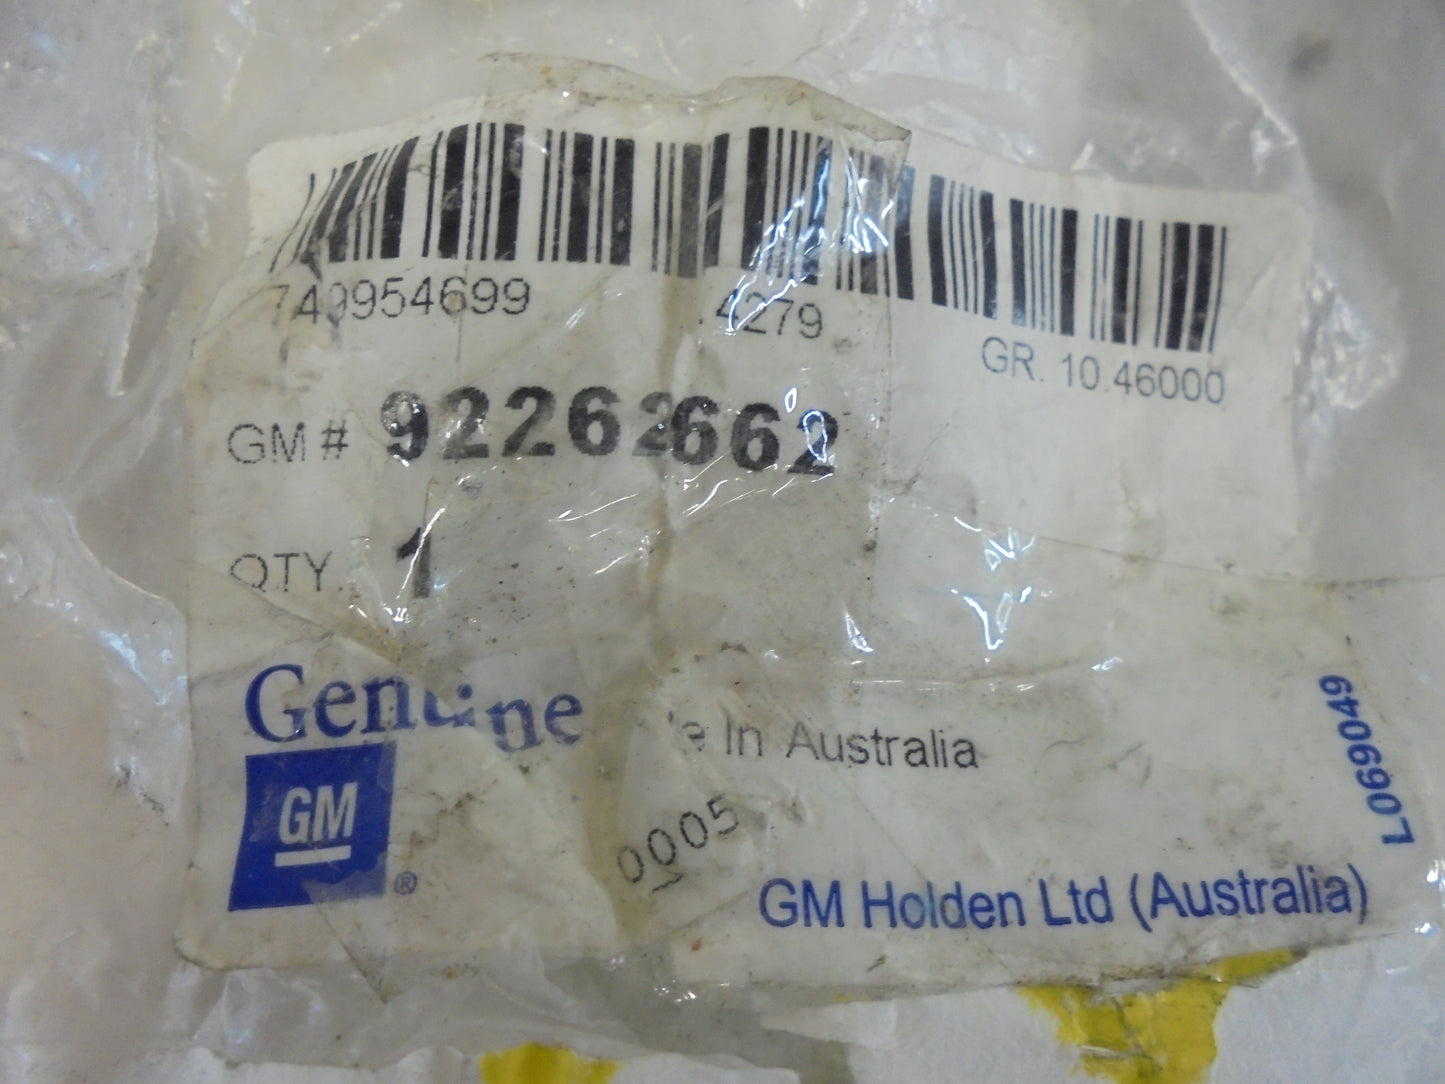 749954699 4279
GR. 10.46000
GM # 92262662
QTY. 1
Genuine
GM ®
In Australia
0005
GM Holden Ltd (Australia)
L069049